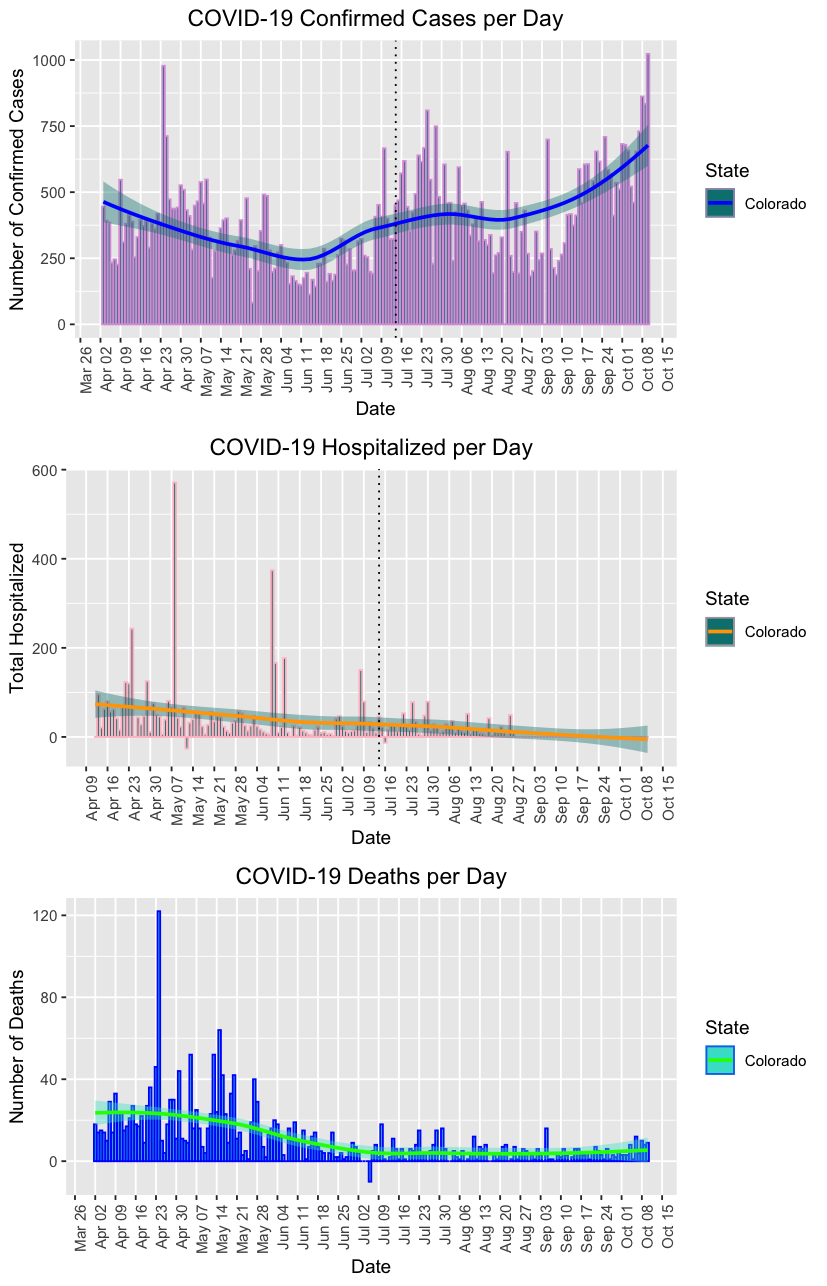 COVID-19 Confirmed Cases per Day
Number of Confirmed Cases
1000
750
500
250
0
Mar 26
Apr 02
Apr 09
Apr 16
Apr 23
Apr 30
May 07
May 14
May 21
May 28
Jun 04
Jun 11
Jun 18
Jun 25
Jul 02
Jul 09
Jul 16
Jul 23
Jul 30
Aug 06
Aug 13
Aug 20
Aug 27
Sep 03
Sep 10
Sep 17
Sep 24
Oct 01
Oct 08
Oct 15
Date
State
Colorado
COVID-19 Hospitalized per Day
Total Hospitalized
600
400
200
0
Apr 09
Apr 16
Apr 23
Apr 30
May 07
May 14
May 21
May 28
Jun 04
Jun 11
Jun 18
Jun 25
Jul 02
Jul 09
Jul 16
Jul 23
Jul 30
Aug 06
Aug 13
Aug 20
Aug 27
Sep 03
Sep 10
Sep 17
Sep 24
Oct 01
Oct 08
Oct 15
Date
State
Colorado
COVID-19 Deaths per Day
Number of Deaths
120
80
40
0
Mar 26
Apr 02
Apr 09
Apr 16
Apr 23
Apr 30
May 07
May 14
May 21
May 28
Jun 04
Jun 11
Jun 18
Jun 25
Jul 02
Jul 09
Jul 16
Jul 23
Jul 30
Aug 06
Aug 13
Aug 20
Aug 27
Sep 03
Sep 10
Sep 17
Sep 24
Oct 01
Oct 08
Oct 15
Date
State
Colorado